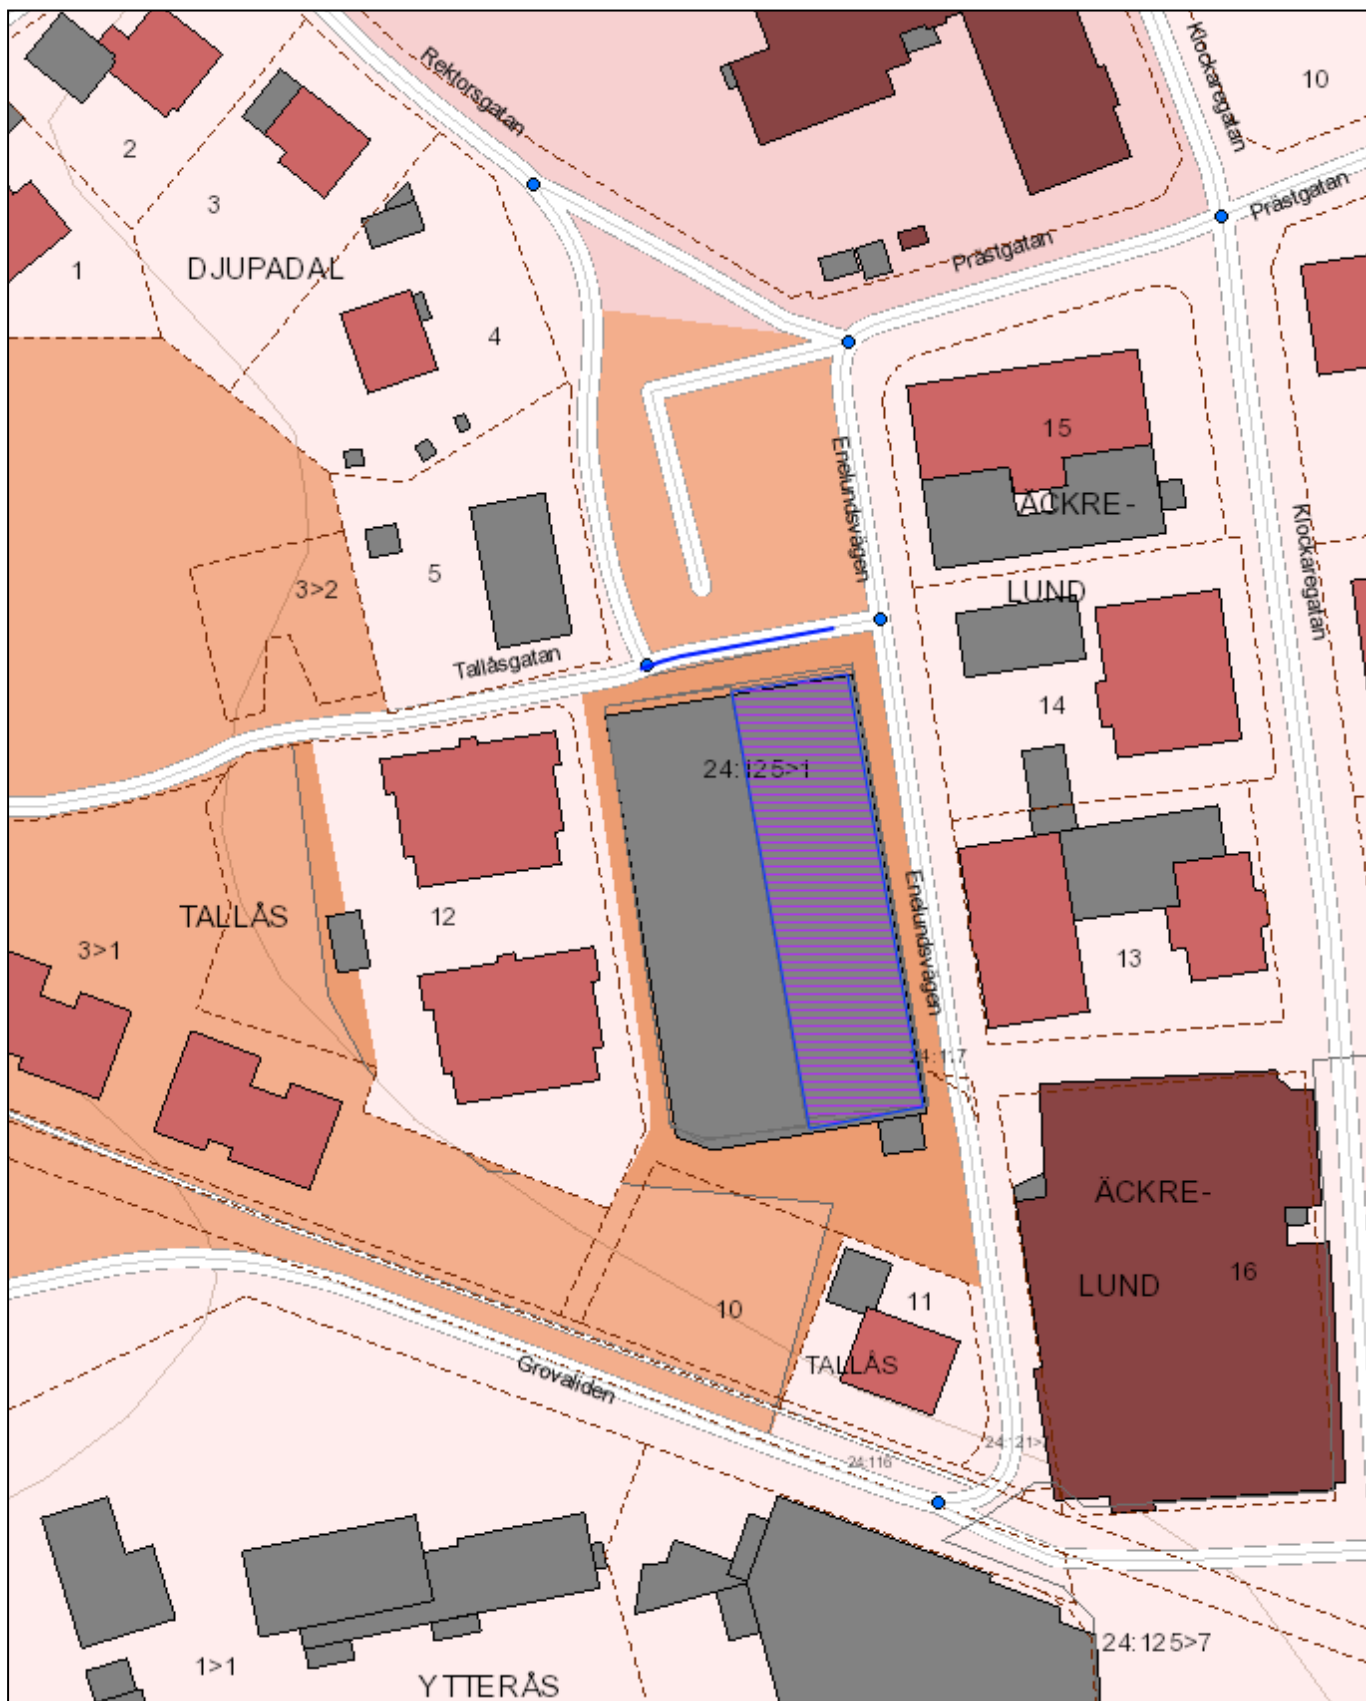 Rektorsgatan
Klockaregatan
10
2
3
Prästgatan
1
DJUPADAL
Prästgatan
4
15
Enelundsvägen
ÄCKRE-
Klockaregatan
5
3>2
LUND
Tallåsgatan
14
24:125>1
TALLÅS
12
3>1
Enelundsvägen
13
24:1:7
ÄCKRE-
16
LUND
11
10
TALLÅS
Grovaliden
24:116
1>1
YTTERÅS
124:125>7